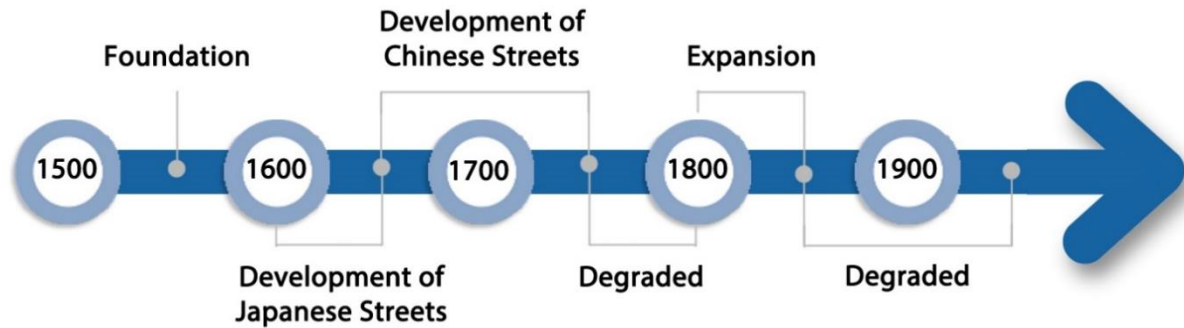 Development of
Chinese Streets
Foundation
Expansion
1500
1600
1700
1800
1900
Development of
Japanese Streets
Degraded
Degraded